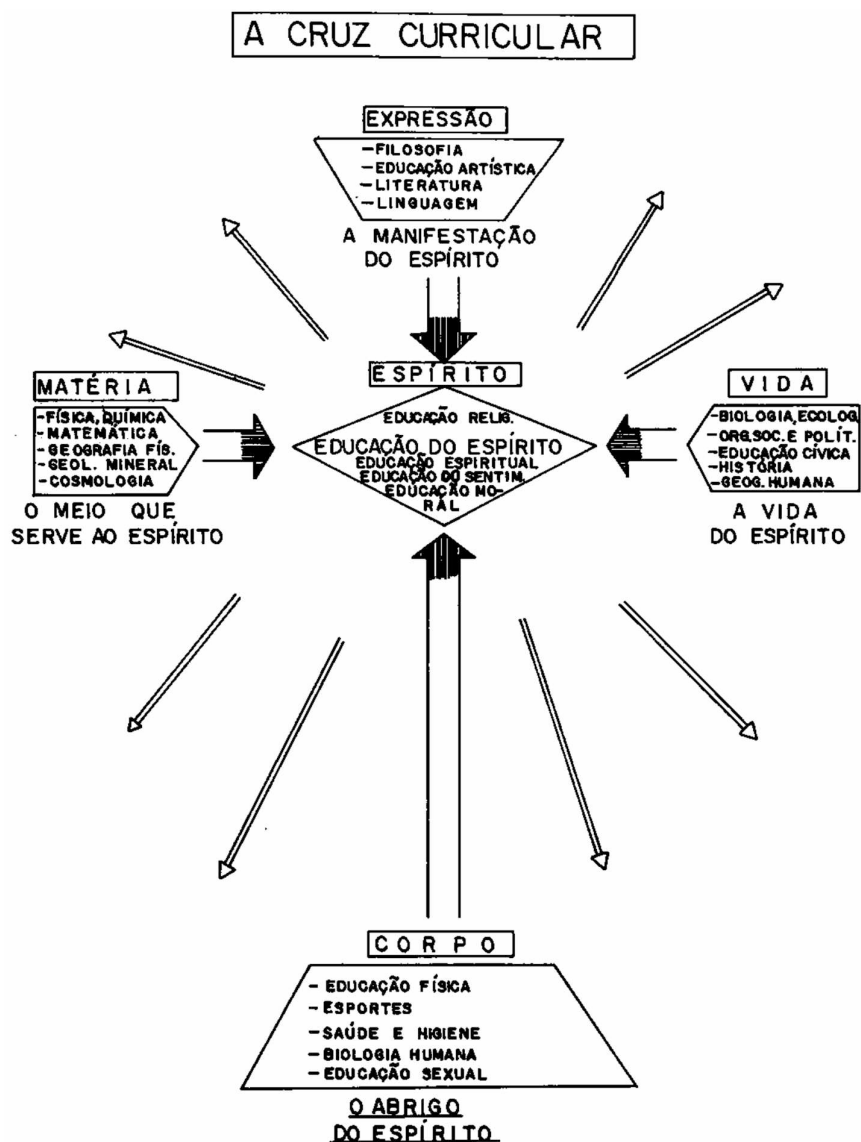 A CRUZ CURRICULAR
EXPRESSÃO
-FILOSOFIA
-EDUCAÇÃO ARTÍSTICA
-LITERATURA
-LINGUAGEM
A MANIFESTAÇÃO
DO ESPÍRITO
MATÉRIA
-FÍSICA, QUÍMICA
-MATEMÁTICA
-GEOGRAFIA FÍS.
-GEOL. MINERAL
-COSMOLOGIA
O MEIO QUE
SERVE AO ESPÍRITO
ESPÍRITO
EDUCAÇÃO RELIG.
EDUCAÇÃO DO ESPÍRITO
EDUCAÇÃO ESPIRITUAL
EDUCAÇÃO DO SENTIM.
EDUCAÇÃO MO-
RAL
VIDA
-BIOLOGIA, ECOLOG.
-ORG.SOC. E POLÍT.
-EDUCAÇÃO CÍVICA
-HISTÓRIA
-GEOG. HUMANA
A VIDA
DO ESPÍRITO
CORPO
- EDUCAÇÃO FÍSICA
- ESPORTES
- SAÚDE E HIGIENE
- BIOLOGIA HUMANA
- EDUCAÇÃO SEXUAL
O ABRIGO
DO ESPÍRITO